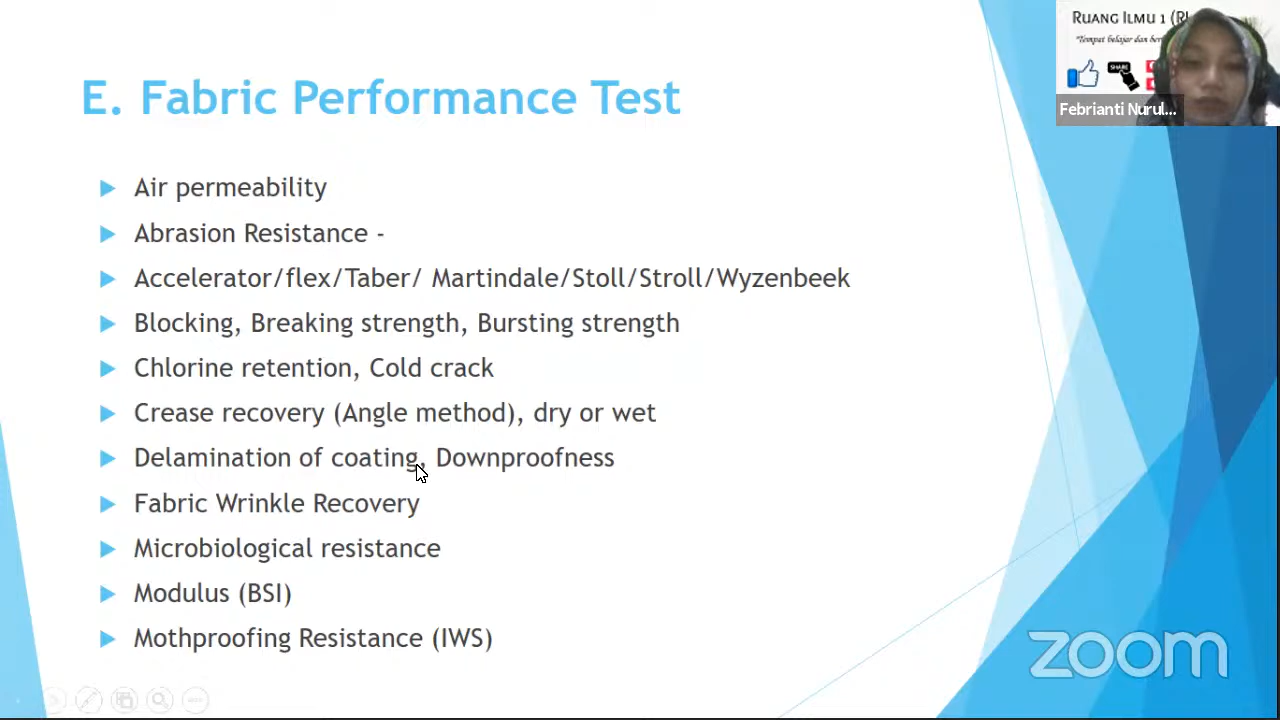 E. Fabric Performance Test
Air permeability
Abrasion Resistance -
Accelerator/flex/Taber/ Martindale/Stoll/Stroll/Wyzenbeek
Blocking, Breaking strength, Bursting strength
Chlorine retention, Cold crack
Crease recovery (Angle method), dry or wet
Delamination of coating, Downproofness
Fabric Wrinkle Recovery
Microbiological resistance
Modulus (BSI)
Mothproofing Resistance (IWS)
Ruang Ilmu 1 (RI
"Tempat belajar dan
SHARE
Febrianti Nurul...
zoom